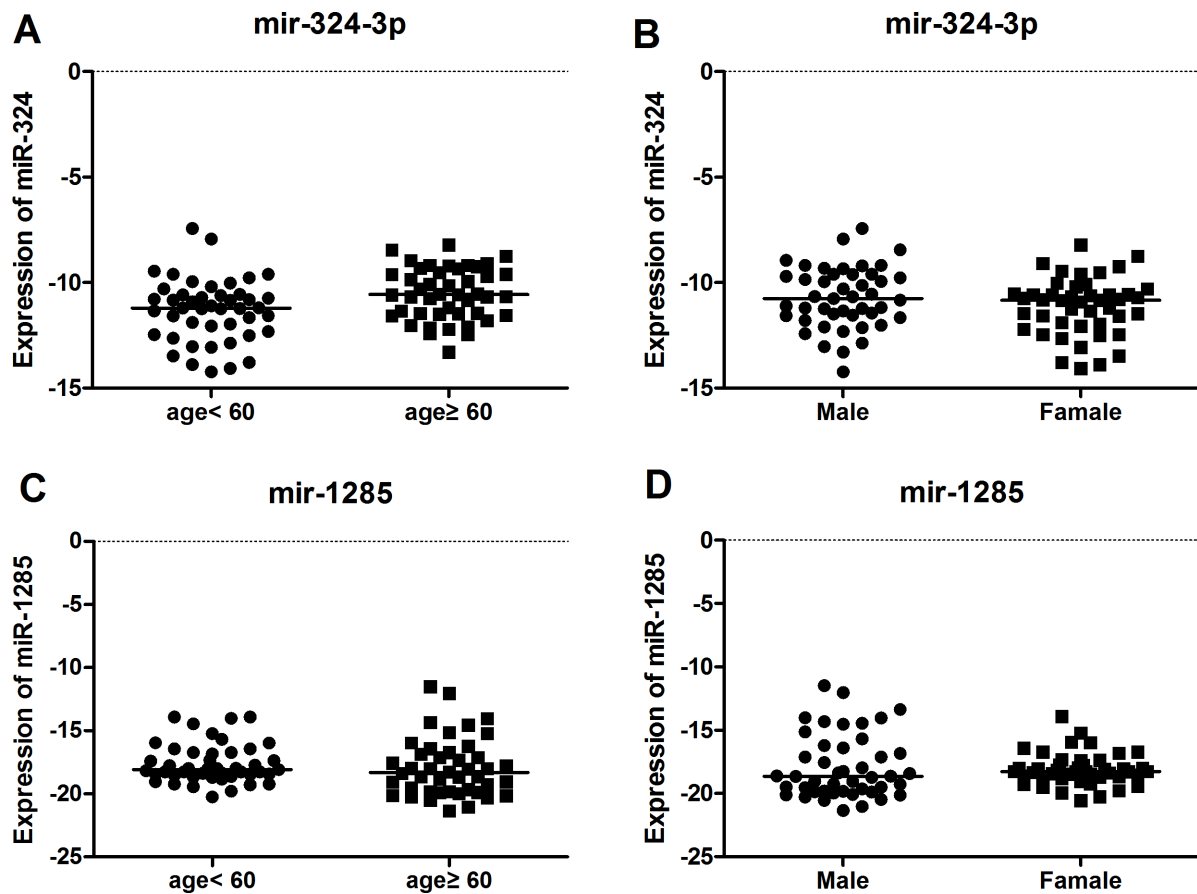 A
mir-324-3p
Expression of miR-324
0
-5
-10
-15
age< 60
age≥ 60
B
mir-324-3p
Expression of miR-324
0
-5
-10
-15
Male
Famale
C
mir-1285
Expression of miR-1285
0
-5
-10
-15
-20
-25
age< 60
age≥ 60
D
mir-1285
Expression of miR-1285
0
-5
-10
-15
-20
-25
Male
Famale